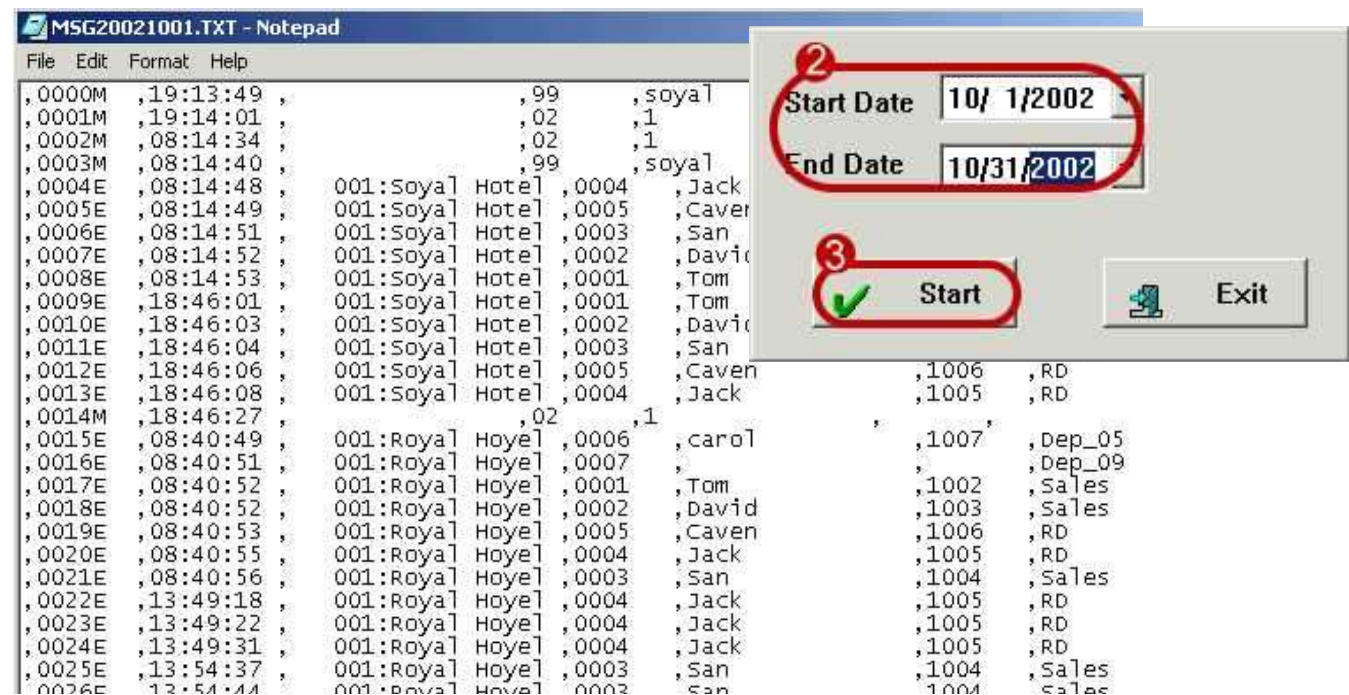 MSG20021001.TXT - Notepad
File Edit Format Help
,0000M ,19:13:49 , ,99 ,soyal
,0001M ,19:14:01 , ,02 ,1
,0002M ,08:14:34 , ,02 ,1
,0003M ,08:14:40 , ,99 ,soyal
,0004E ,08:14:48 , 001:Soyal Hotel ,0004 ,Jack
,0005E ,08:14:49 , 001:Soyal Hotel ,0005 ,Caven
,0006E ,08:14:51 , 001:Soyal Hotel ,0003 ,San
,0007E ,08:14:52 , 001:Soyal Hotel ,0002 ,David
,0008E ,08:14:53 , 001:Soyal Hotel ,0001 ,Tom
,0009E ,18:46:01 , 001:Soyal Hotel ,0001 ,Tom
,0010E ,18:46:03 , 001:Soyal Hotel ,0002 ,David
,0011E ,18:46:04 , 001:Soyal Hotel ,0003 ,San
,0012E ,18:46:06 , 001:Soyal Hotel ,0005 ,Caven ,1006 ,RD
,0013E ,18:46:08 , 001:Soyal Hotel ,0004 ,Jack ,1005 ,RD
,0014M ,18:46:27 , ,02 ,1 , ,
,0015E ,08:40:49 , 001:Royal Hoyel ,0006 ,carol ,1007 ,Dep_05
,0016E ,08:40:51 , 001:Royal Hoyel ,0007 , , ,Dep_09
,0017E ,08:40:52 , 001:Royal Hoyel ,0001 ,Tom ,1002 ,Sales
,0018E ,08:40:52 , 001:Royal Hoyel ,0002 ,David ,1003 ,Sales
,0019E ,08:40:53 , 001:Royal Hoyel ,0005 ,Caven ,1006 ,RD
,0020E ,08:40:55 , 001:Royal Hoyel ,0004 ,Jack ,1005 ,RD
,0021E ,08:40:56 , 001:Royal Hoyel ,0003 ,San ,1004 ,Sales
,0022E ,13:49:18 , 001:Royal Hoyel ,0004 ,Jack ,1005 ,RD
,0023E ,13:49:22 , 001:Royal Hoyel ,0004 ,Jack ,1005 ,RD
,0024E ,13:49:31 , 001:Royal Hoyel ,0004 ,Jack ,1005 ,RD
,0025E ,13:54:37 , 001:Royal Hoyel ,0003 ,San ,1004 ,Sales
,0026E ,13:54:44 , 001:Royal Hoyel ,0003 ,San ,1004 ,Sales
2
Start Date 10/ 1/2002
End Date 10/31/2002
3
Start Exit